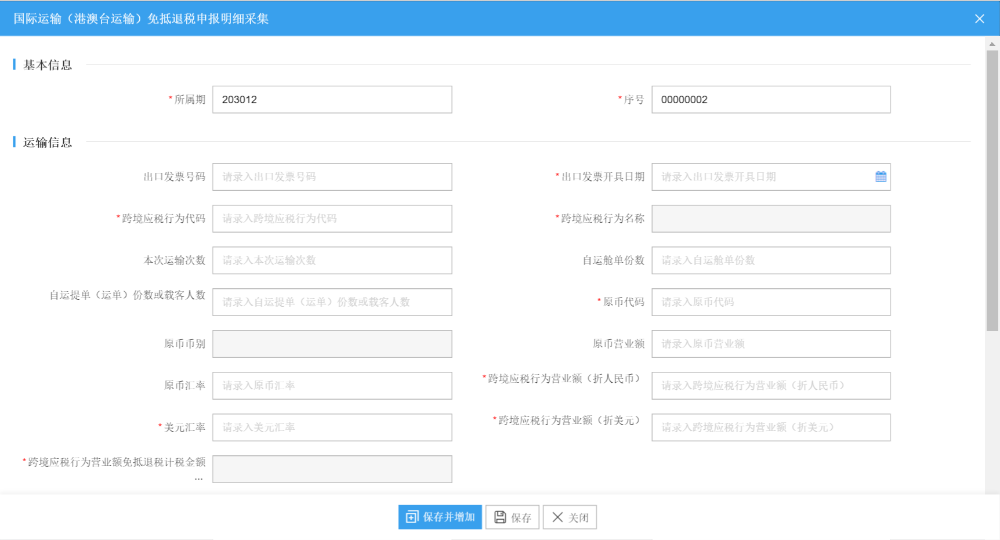 国际运输（港澳台运输）免抵退税申报明细采集
基本信息
*所属期 203012 *序号 00000002
运输信息
出口发票号码 请录入出口发票号码 *出口发票开具日期 请录入出口发票开具日期
*跨境应税行为代码 请录入跨境应税行为代码 *跨境应税行为名称
本次运输次数 请录入本次运输次数 自运舱单份数 请录入自运舱单份数
自运提单（运单）份数或载客人数 请录入自运提单（运单）份数或载客人数 *原币代码 请录入原币代码
原币币别 原币营业额 请录入原币营业额
原币汇率 请录入原币汇率 *跨境应税行为营业额（折人民币） 请录入跨境应税行为营业额（折人民币）
*美元汇率 请录入美元汇率 *跨境应税行为营业额（折美元） 请录入跨境应税行为营业额（折美元）
*跨境应税行为营业额免抵退税计税金额
...
保存并增加 保存 关闭